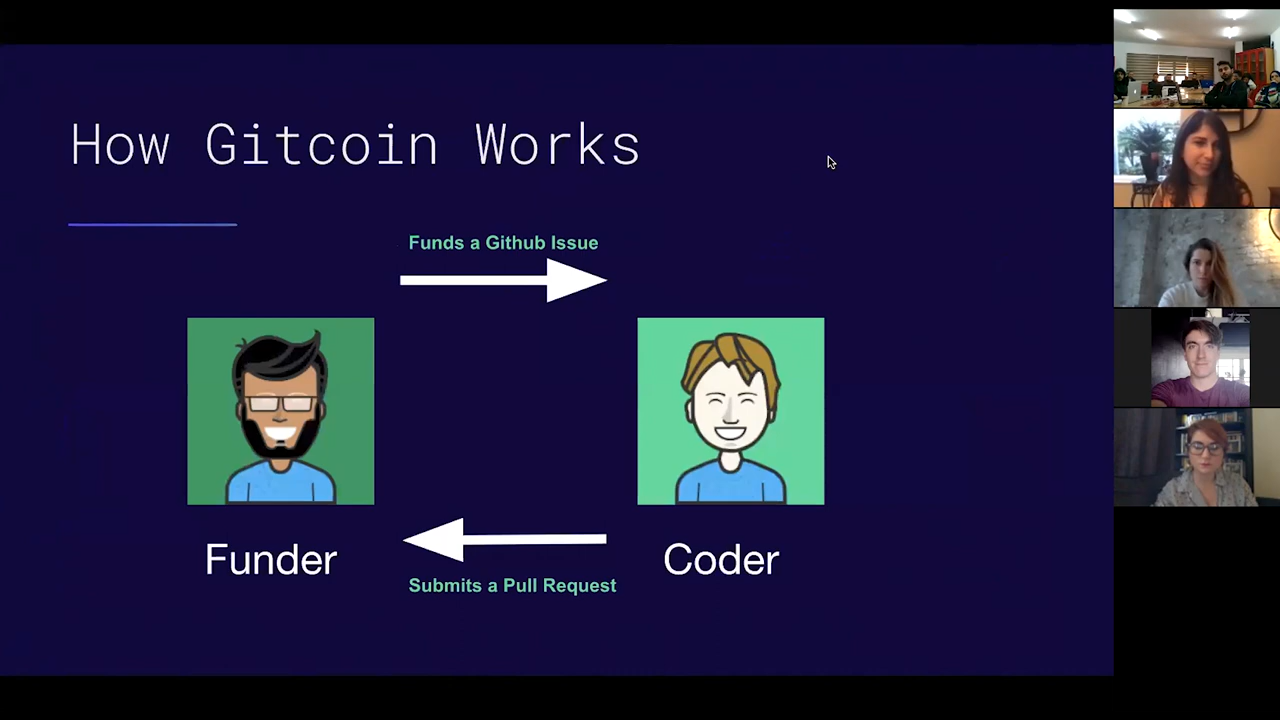 How Gitcoin Works
Funds a Github Issue
Funder
Coder
Submits a Pull Request